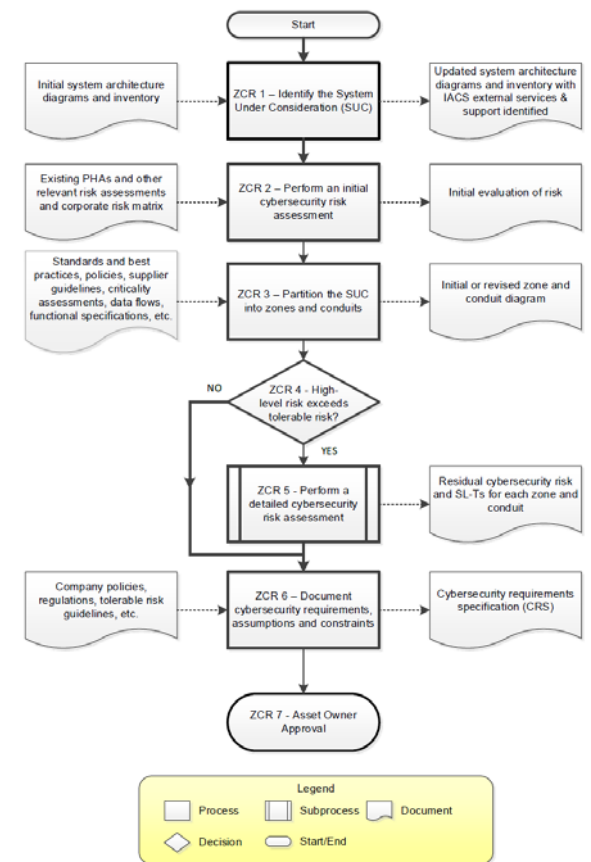 Start
Initial system architecture
diagrams and inventory
ZCR 1 – Identify the System
Under Consideration (SUC)
Updated system architecture
diagrams and inventory with
IACS external services &
support identified
Existing PHAs and other
relevant risk assessments
and corporate risk matrix
ZCR 2 – Perform an initial
cybersecurity risk
assessment
Initial evaluation of risk
Standards and best
practices, policies, supplier
guidelines, criticality
assessments, data flows,
functional specifications, etc.
ZCR 3 – Partition the SUC
into zones and conduits
Initial or revised zone and
conduit diagram
ZCR 4 - High-
level risk exceeds
tolerable risk?
NO
YES
ZCR 5 - Perform a
detailed cybersecurity
risk assessment
Residual cybersecurity risk
and SL-Ts for each zone and
conduit
Company policies,
regulations, tolerable risk
guidelines, etc.
ZCR 6 – Document
cybersecurity requirements,
assumptions and constraints
Cybersecurity requirements
specification (CRS)
ZCR 7 - Asset Owner
Approval
Legend
Process
Subprocess
Document
Decision
Start/End